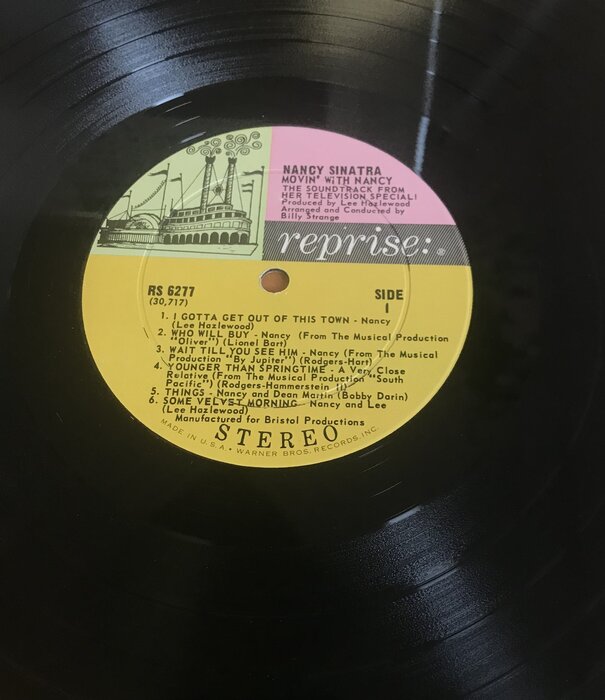 NANCY SINATRA
MOVIN' WITH NANCY
THE SOUNDTRACK FROM
HER TELEVISION SPECIAL!
Produced by Lee Hazlewood
Arranged and Conducted by
Billy Strange
reprise:®
RS 6277
(30,717)
SIDE
1
1. I GOTTA GET OUT OF THIS TOWN - Nancy
(Lee Hazlewood)
2. WHO WILL BUY - Nancy (From The Musical Production
"Oliver") (Lionel Bart)
3. WAIT TILL YOU SEE HIM - Nancy (From The Musical
Production "By Jupiter") (Rodgers-Hart)
4. YOUNGER THAN SPRINGTIME - A Very Close
Relative (From The Musical Production "South
Pacific") (Rodgers-Hammerstein II)
5. THINGS - Nancy and Dean Martin (Bobby Darin)
6. SOME VELVET MORNING - Nancy and Lee
(Lee Hazlewood)
Manufactured for Bristol Productions
STEREO
MADE IN U.S.A. • WARNER BROS. RECORDS, INC.